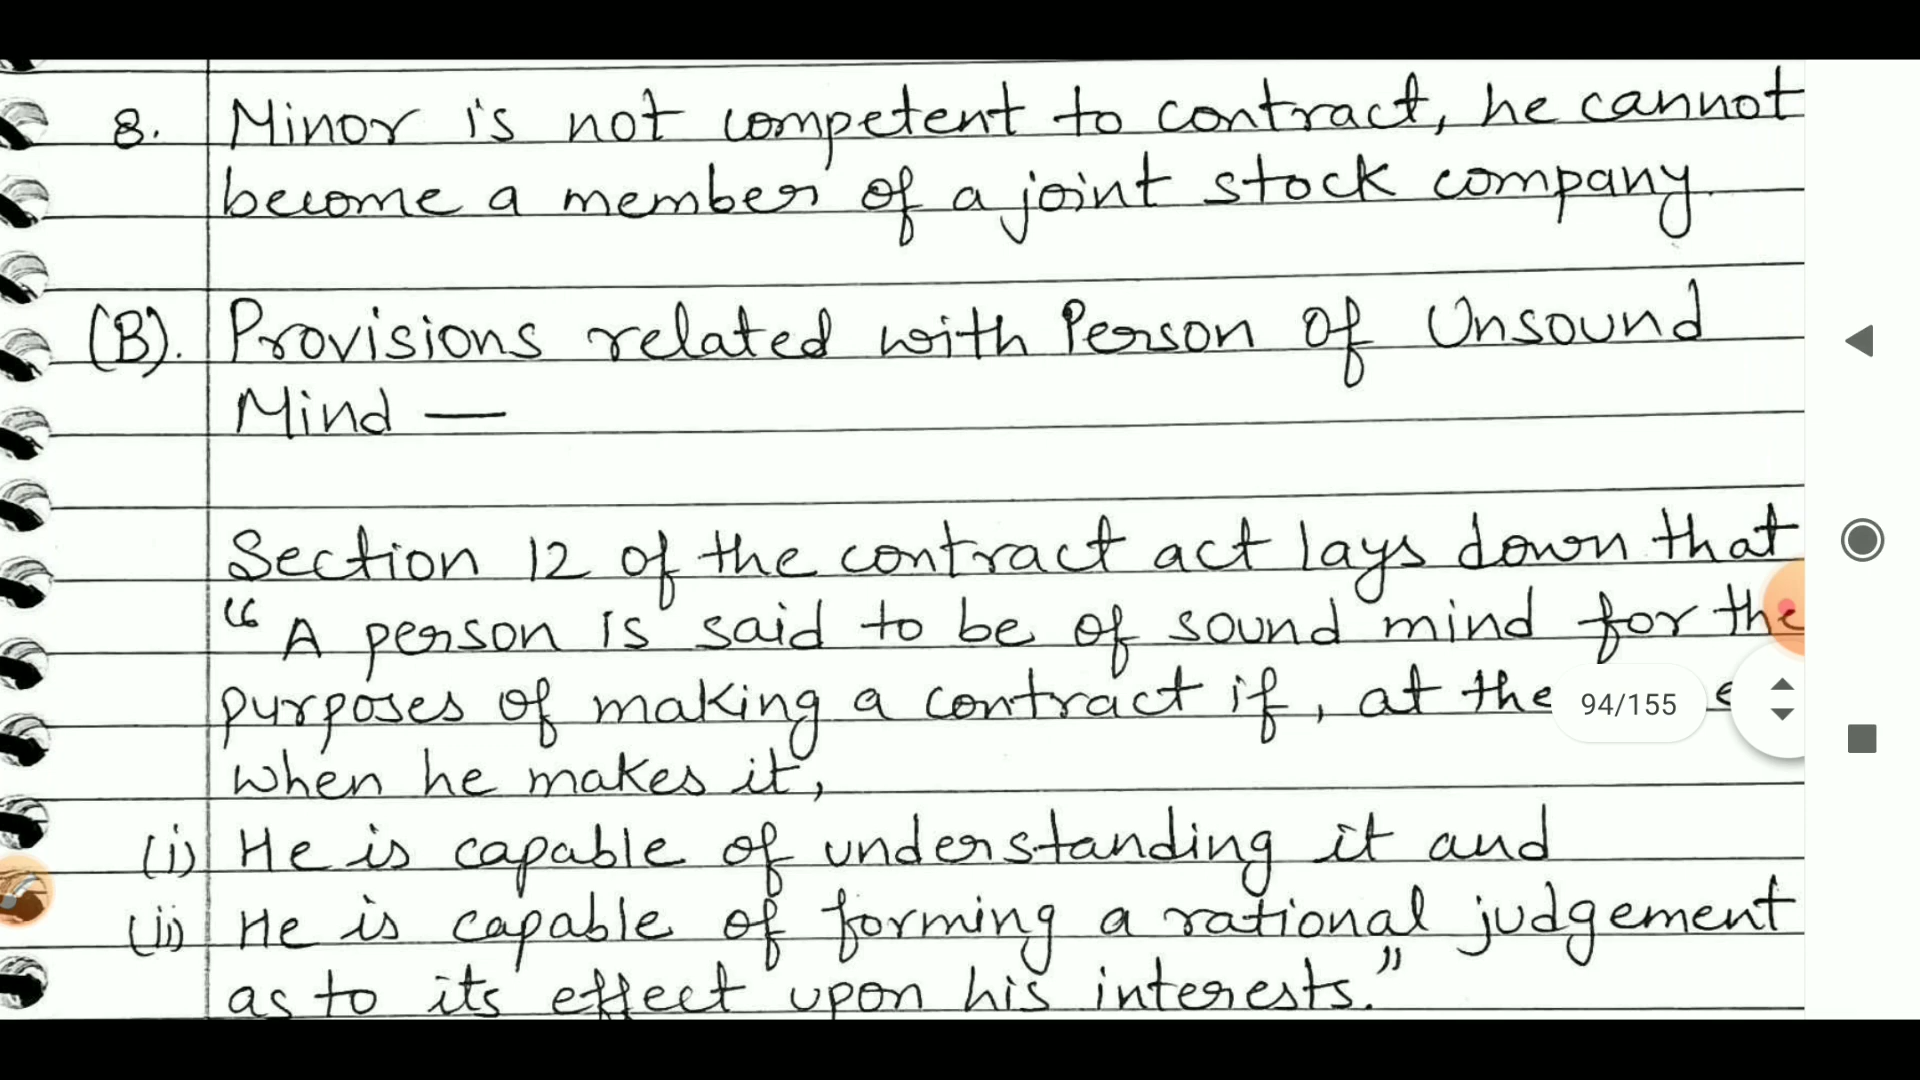 8. Minor is not competent to contract, he cannot
become a member of a joint stock company.
(B). Provisions related with Person of Unsound
Mind —
Section 12 of the contract act lays down that
"A person is said to be of sound mind for the
purposes of making a contract if, at the
94/155
when he makes it,
(i) He is capable of understanding it and
(ii) He is capable of forming a rational judgement
as to its effect upon his interests."